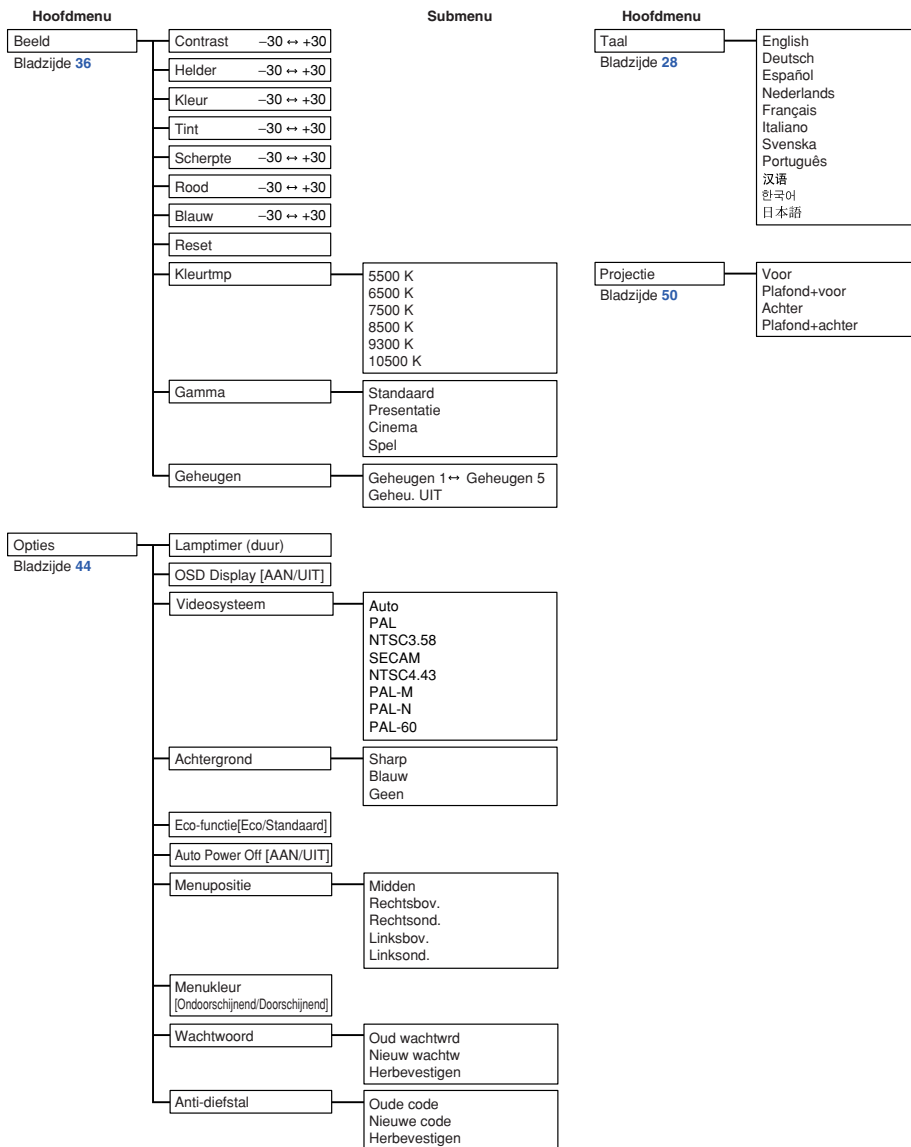 Hoofdmenu
Submenu
Beeld
Bladzijde 36
Contrast –30 ↔ +30
Helder –30 ↔ +30
Kleur –30 ↔ +30
Tint –30 ↔ +30
Scherpte –30 ↔ +30
Rood –30 ↔ +30
Blauw –30 ↔ +30
Reset
Kleurtmp
5500 K
6500 K
7500 K
8500 K
9300 K
10500 K
Gamma
Standaard
Presentatie
Cinema
Spel
Geheugen
Geheugen 1↔ Geheugen 5
Geheu. UIT
Opties
Bladzijde 44
Lamptimer (duur)
OSD Display [AAN/UIT]
Videosysteem
Auto
PAL
NTSC3.58
SECAM
NTSC4.43
PAL-M
PAL-N
PAL-60
Achtergrond
Sharp
Blauw
Geen
Eco-functie[Eco/Standaard]
Auto Power Off [AAN/UIT]
Menupositie
Midden
Rechtsbov.
Rechtsond.
Linksbov.
Linksond.
Menukleur
[Ondoorschijnend/Doorschijnend]
Wachtwoord
Oud wachtwrd
Nieuw wachtw
Herbevestigen
Anti-diefstal
Oude code
Nieuwe code
Herbevestigen
Hoofdmenu
Taal
Bladzijde 28
English
Deutsch
Español
Nederlands
Français
Italiano
Svenska
Português
汉语
한국어
日本語
Projectie
Bladzijde 50
Voor
Plafond+voor
Achter
Plafond+achter